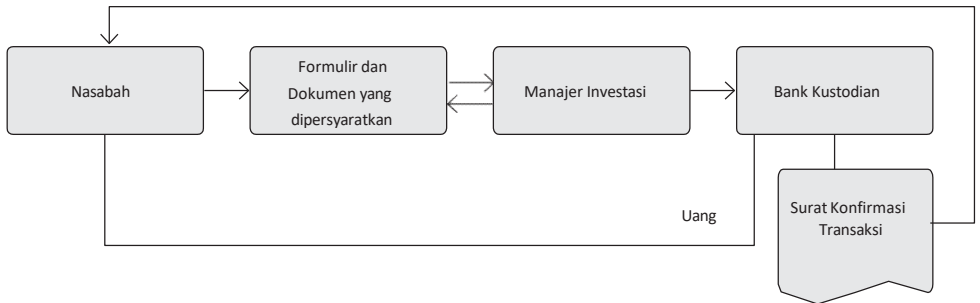 Nasabah
Formulir dan
Dokumen yang
dipersyaratkan
Manajer Investasi
Bank Kustodian
Uang
Surat Konfirmasi
Transaksi